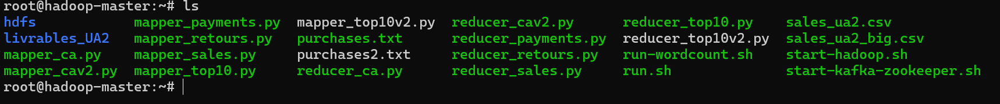 root@hadoop-master:~# ls
hdfs mapper_payments.py mapper_top10v2.py reducer_cav2.py reducer_top10.py sales_ua2.csv
livrables_UA2 mapper_retours.py purchases.txt reducer_payments.py reducer_top10v2.py sales_ua2_big.csv
mapper_ca.py mapper_sales.py purchases2.txt reducer_retours.py run-wordcount.sh start-hadoop.sh
mapper_cav2.py mapper_top10.py reducer_ca.py reducer_sales.py run.sh start-kafka-zookeeper.sh
root@hadoop-master:~#